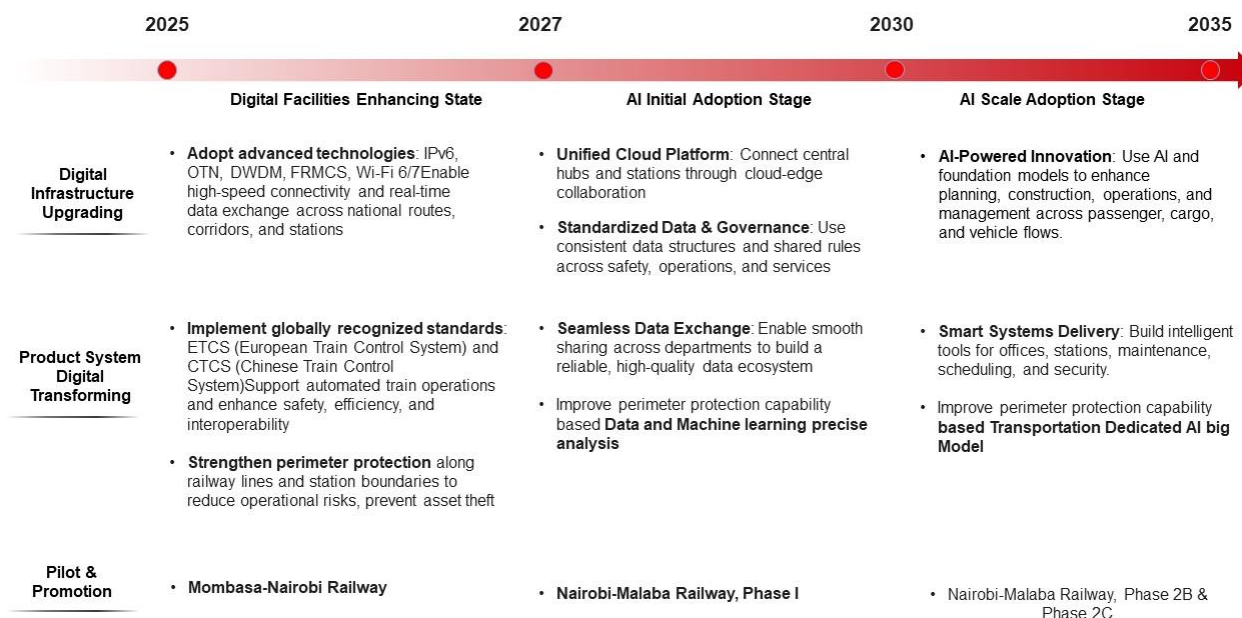 2025
2027
2030
2035
Digital Facilities Enhancing State
AI Initial Adoption Stage
AI Scale Adoption Stage
Digital
Infrastructure
Upgrading
• Adopt advanced technologies: IPv6,
OTN, DWDM, FRMCS, Wi-Fi 6/7Enable
high-speed connectivity and real-time
data exchange across national routes,
corridors, and stations
• Unified Cloud Platform: Connect central
hubs and stations through cloud-edge
collaboration
• Standardized Data & Governance: Use
consistent data structures and shared rules
across safety, operations, and services
• AI-Powered Innovation: Use AI and
foundation models to enhance
planning, construction, operations, and
management across passenger, cargo,
and vehicle flows.
Product System
Digital
Transforming
• Implement globally recognized standards:
ETCS (European Train Control System) and
CTCS (Chinese Train Control
System)Support automated train operations
and enhance safety, efficiency, and
interoperability
• Strengthen perimeter protection along
railway lines and station boundaries to
reduce operational risks, prevent asset theft
• Seamless Data Exchange: Enable smooth
sharing across departments to build a
reliable, high-quality data ecosystem
• Improve perimeter protection capability
based Data and Machine learning precise
analysis
• Smart Systems Delivery: Build intelligent
tools for offices, stations, maintenance,
scheduling, and security.
• Improve perimeter protection capability
based Transportation Dedicated AI big
Model
Pilot &
Promotion
• Mombasa-Nairobi Railway
• Nairobi-Malaba Railway, Phase I
• Nairobi-Malaba Railway, Phase 2B &
Phase 2C